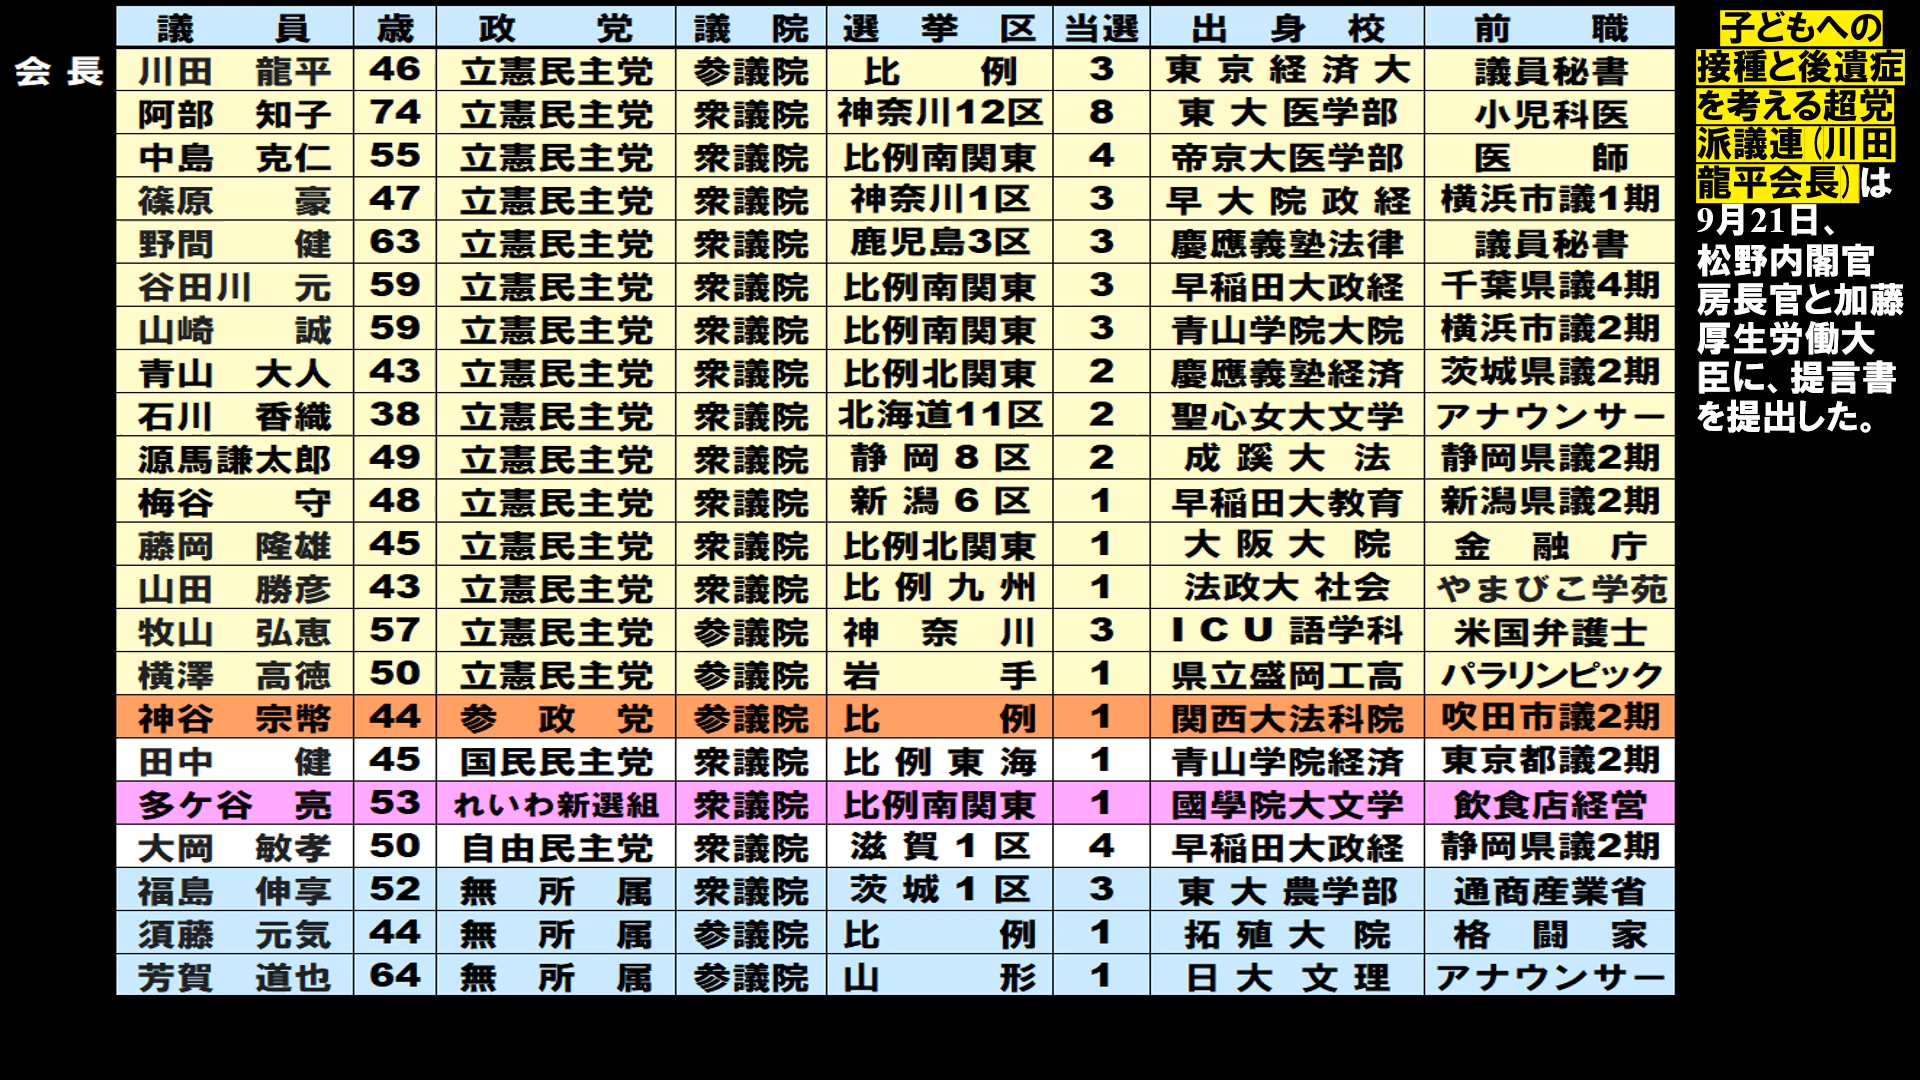 議員 歳 政党 議院 選挙区 当選 出身校 前職
会長 川田 龍平 46 立憲民主党 参議院 比例 3 東京経済大 議員秘書
阿部 知子 74 立憲民主党 衆議院 神奈川12区 8 東大医学部 小児科医
中島 克仁 55 立憲民主党 衆議院 比例南関東 4 帝京大医学部 医師
篠原 豪 47 立憲民主党 衆議院 神奈川1区 3 早大院政経 横浜市議1期
野間 健 63 立憲民主党 衆議院 鹿児島3区 3 慶應義塾法律 議員秘書
谷田川 元 59 立憲民主党 衆議院 比例南関東 3 早稲田大政経 千葉県議4期
山崎 誠 59 立憲民主党 衆議院 比例南関東 3 青山学院大院 横浜市議2期
青山 大人 43 立憲民主党 衆議院 比例北関東 2 慶應義塾経済 茨城県議2期
石川 香織 38 立憲民主党 衆議院 北海道11区 2 聖心女大文学 アナウンサー
源馬謙太郎 49 立憲民主党 衆議院 静岡8区 2 成蹊大法 静岡県議2期
梅谷 守 48 立憲民主党 衆議院 新潟6区 1 早稲田大教育 新潟県議2期
藤岡 隆雄 45 立憲民主党 衆議院 比例北関東 1 大阪大院 金融庁
山田 勝彦 43 立憲民主党 衆議院 比例九州 1 法政大 社会 やまびこ学苑
牧山 弘恵 57 立憲民主党 参議院 神奈川 3 ICU語学科 米国弁護士
横澤 高徳 50 立憲民主党 参議院 岩手 1 県立盛岡工高 パラリンピック
神谷 宗幣 44 参政党 参議院 比例 1 関西大法科院 吹田市議2期
田中 健 45 国民民主党 衆議院 比例東海 1 青山学院経済 東京都議2期
多ケ谷 亮 53 れいわ新選組 衆議院 比例南関東 1 國學院大文学 飲食店経営
大岡 敏孝 50 自由民主党 衆議院 滋賀1区 4 早稲田大政経 静岡県議2期
福島 伸享 52 無所属 衆議院 茨城1区 3 東大農学部 通商産業省
須藤 元気 44 無所属 参議院 比例 1 拓殖大院 格闘家
芳賀 道也 64 無所属 参議院 山形 1 日大文理 アナウンサー
子どもへの
接種と後遺症
を考える超党
派議連(川田
龍平会長)は
9月21日、
松野内閣官
房長官と加藤
厚生労働大
臣に、提言書
を提出した。